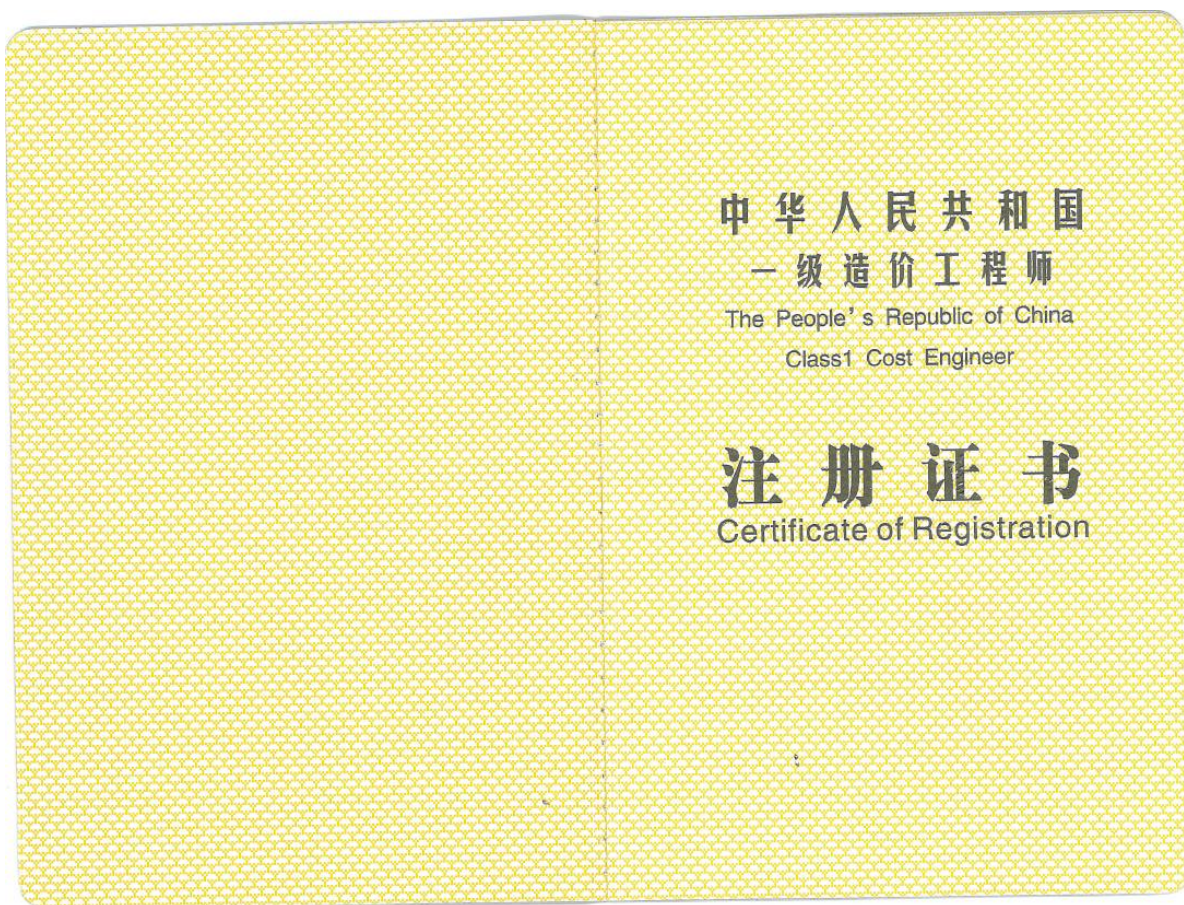 中华人民共和国
一级造价工程师
The People's Republic of China
Class1 Cost Engineer
注册证书
Certificate of Registration